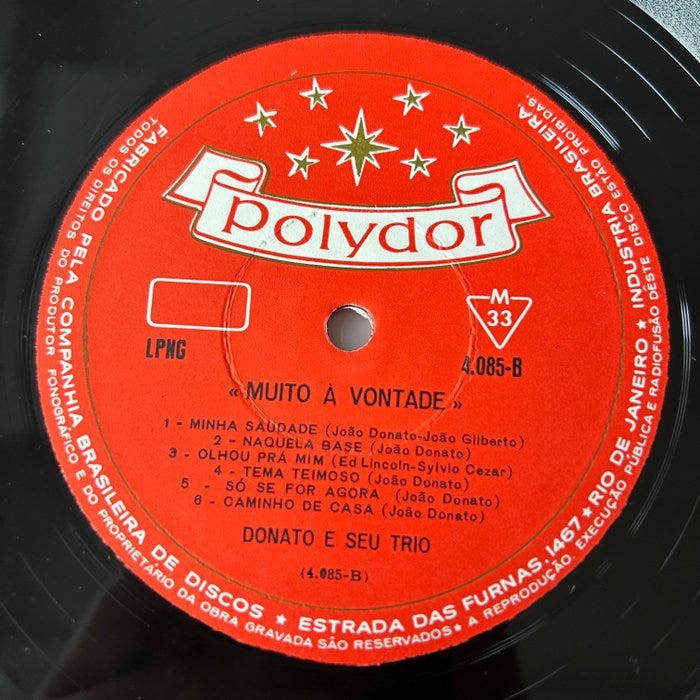 polydor
M
33
LPNG
4.085-B
« MUITO À VONTADE »
1 - MINHA SAUDADE (João Donato-João Gilberto)
2 - NAQUELA BASE (João Donato)
3 - OLHOU PRÁ MIM (Ed Lincoln-Sylvio Cezar)
4 - TEMA TEIMOSO (João Donato)
5 - SÓ SE FOR AGORA (João Donato)
6 - CAMINHO DE CASA (João Donato)
DONATO E SEU TRIO
(4.085-B)
FABRICADO PELA COMPANHIA BRASILEIRA DE DISCOS ★ ESTRADA DAS FURNAS, 1467 ★ RIO DE JANEIRO ★ INDÚSTRIA BRASILEIRA.
TODOS OS DIREITOS DO PRODUTOR FONOGRÁFICO E DO PROPRIETÁRIO DA OBRA GRAVADA SÃO RESERVADOS ★ A REPRODUÇÃO, EXECUÇÃO PÚBLICA E RADIOFUSÃO DÊSTE DISCO ESTÃO PROIBIDAS.